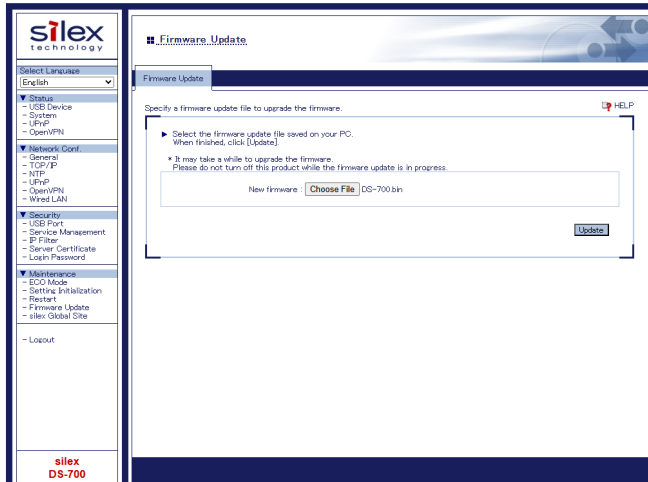 silex
technology
Select Language
English
▼ Status
- USB Device
- System
- UPnP
- OpenVPN
▼ Network Conf.
- General
- TCP/IP
- NTP
- UPnP
- OpenVPN
- Wired LAN
▼ Security
- USB Port
- Service Management
- IP Filter
- Server Certificate
- Login Password
▼ Maintenance
- ECO Mode
- Setting Initialization
- Restart
- Firmware Update
- silex Global Site
- Logout
silex
DS-700
Firmware Update
Firmware Update
Specify a firmware update file to upgrade the firmware.
HELP
▶ Select the firmware update file saved on your PC.
When finished, click [Update].
* It may take a while to upgrade the firmware.
Please do not turn off this product while the firmware update is in progress.
New firmware : Choose File DS-700.bin
Update